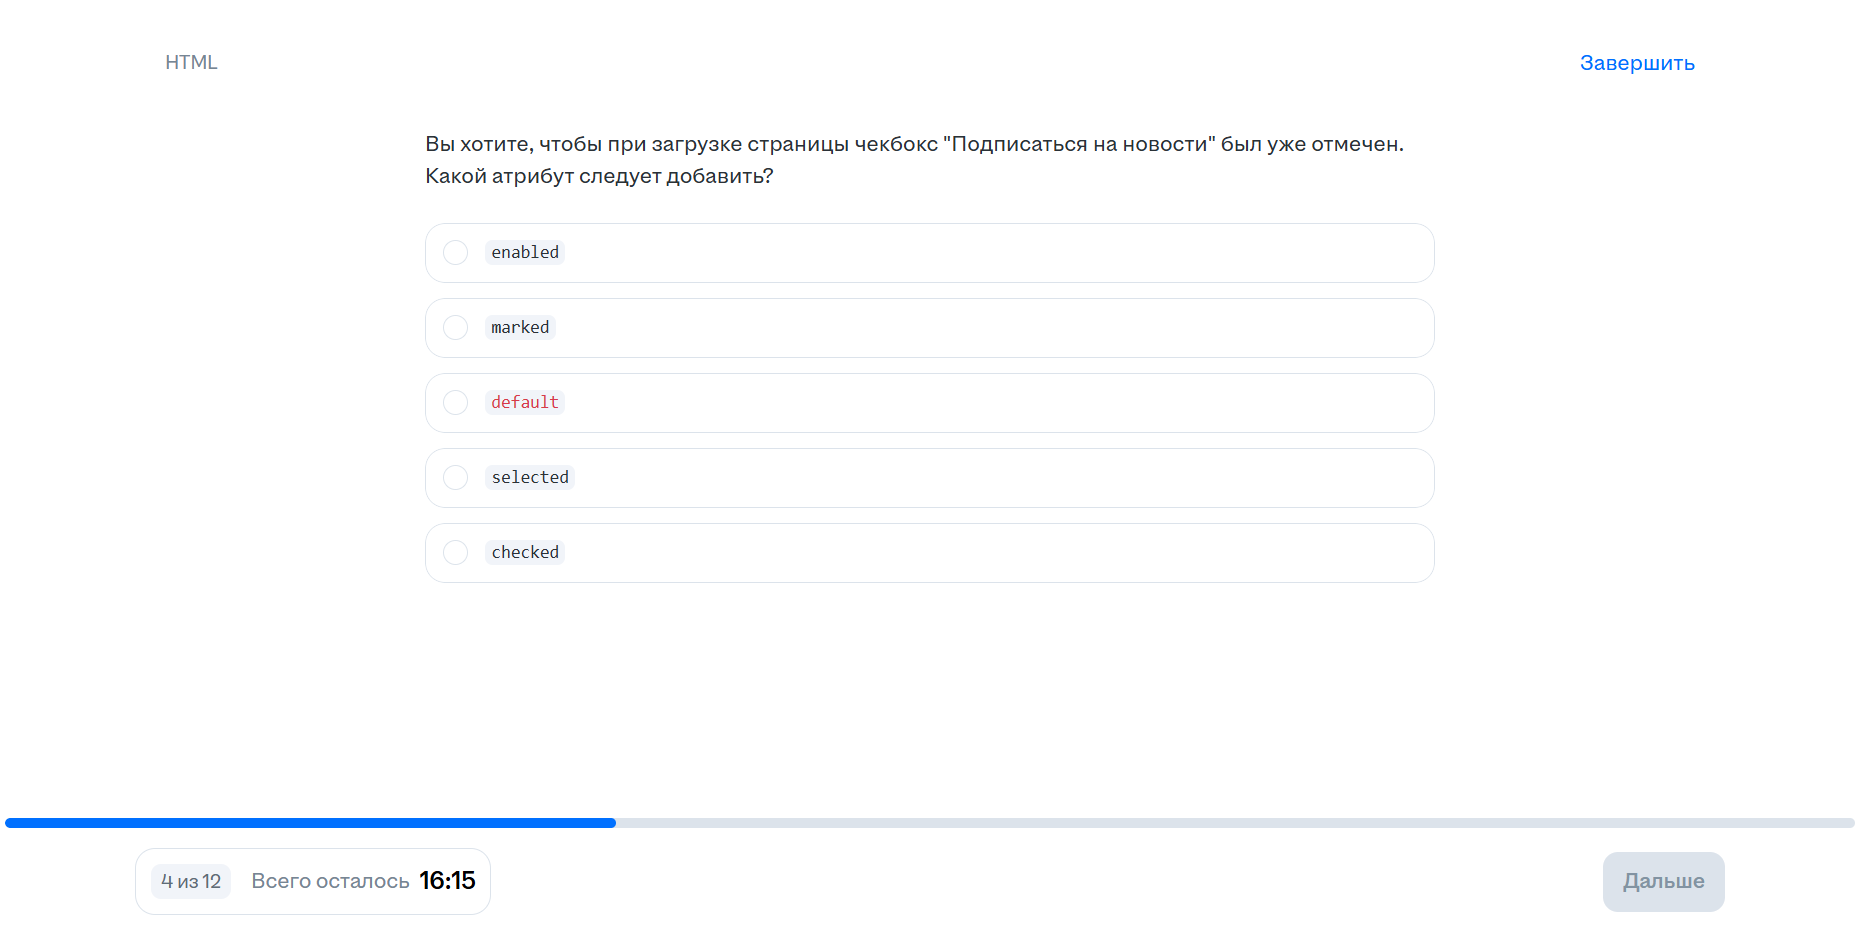 HTML
Завершить
Вы хотите, чтобы при загрузке страницы чекбокс "Подписаться на новости" был уже отмечен.
Какой атрибут следует добавить?
enabled
marked
default
selected
checked
4 из 12
Всего осталось 16:15
Дальше